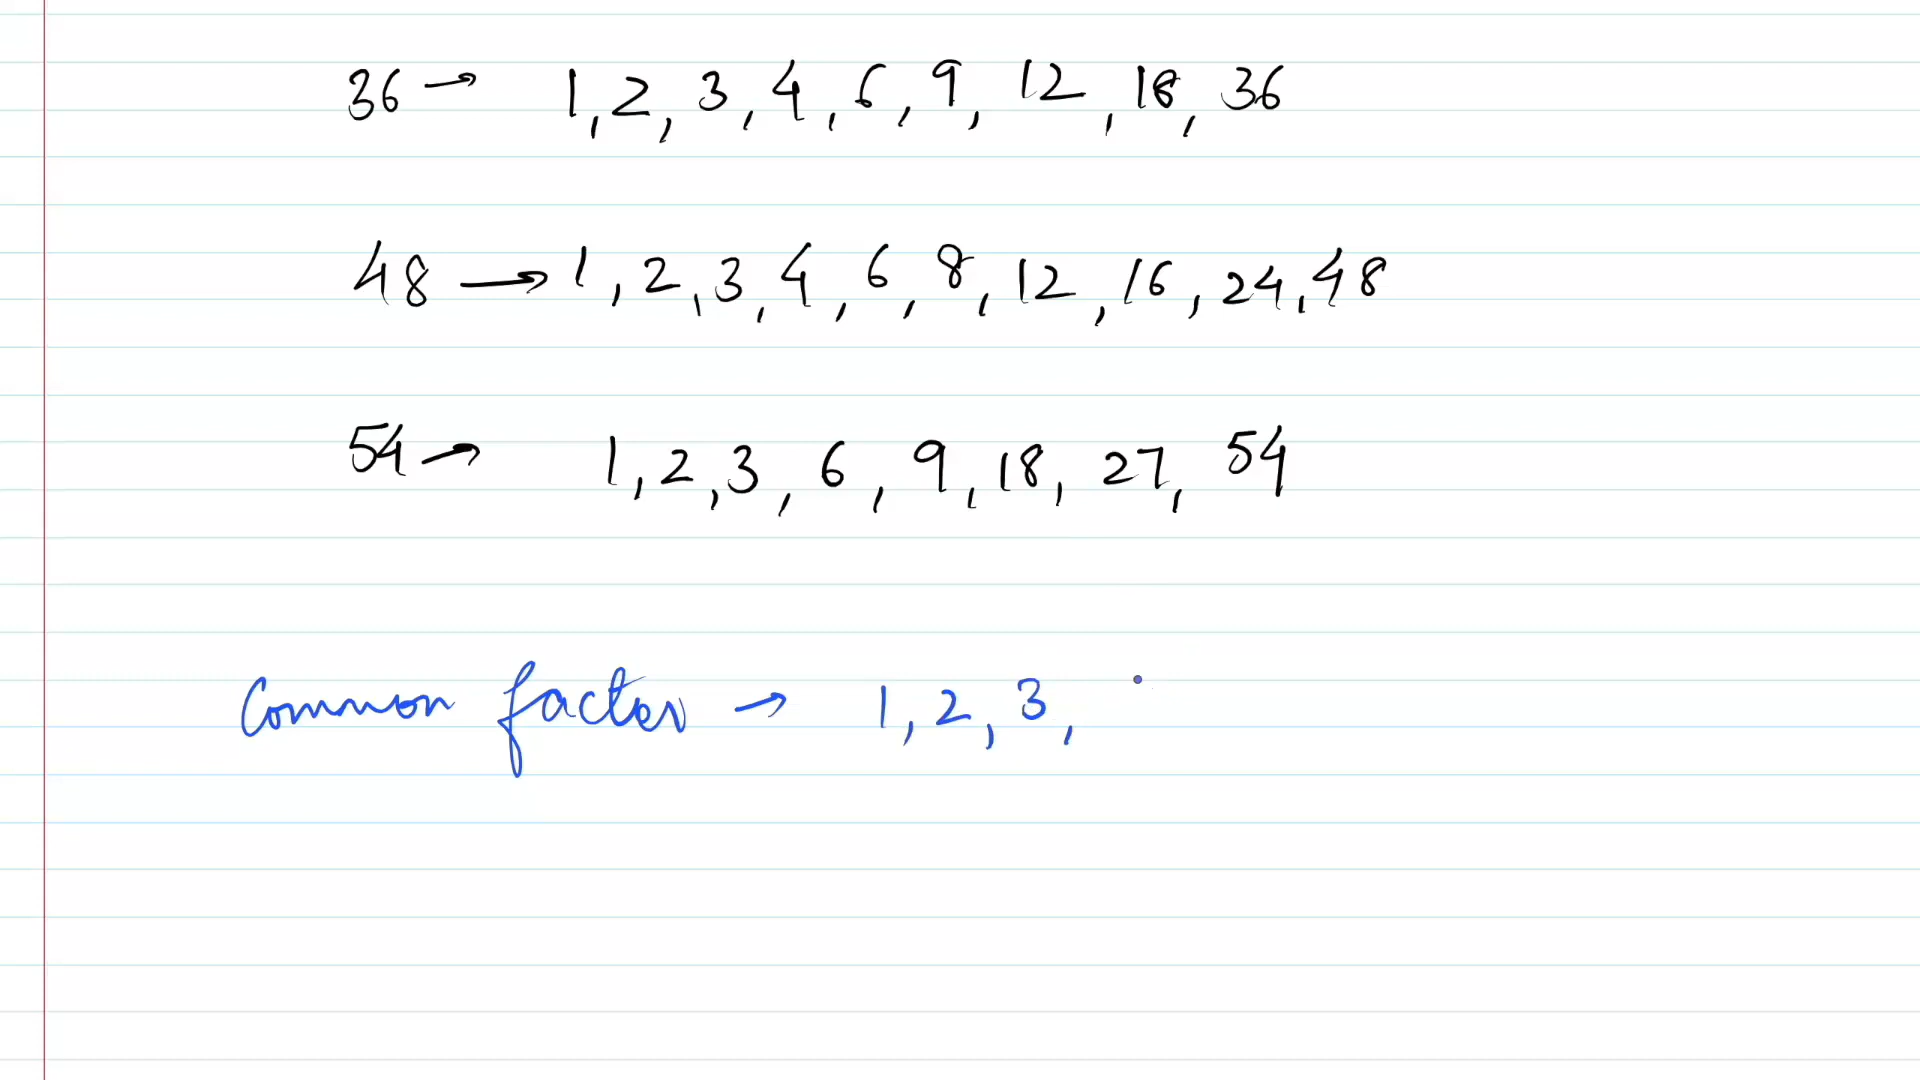 36 → 1, 2, 3, 4, 6, 9, 12, 18, 36
48 → 1, 2, 3, 4, 6, 8, 12, 16, 24, 48
54 → 1, 2, 3, 6, 9, 18, 27, 54
Common factor → 1, 2, 3,